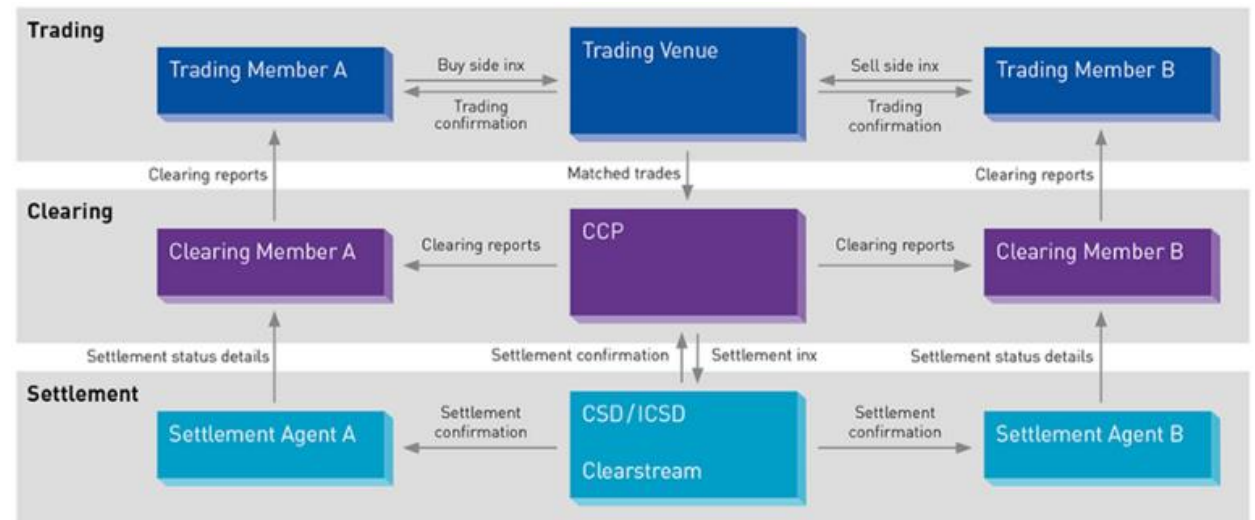 Trading
Trading Member A
Buy side inx
Trading
confirmation
Trading Venue
Sell side inx
Trading
confirmation
Trading Member B
Clearing reports
Matched trades
Clearing reports
Clearing
Clearing Member A
Clearing reports
CCP
Clearing reports
Clearing Member B
Settlement status details
Settlement confirmation
Settlement inx
Settlement status details
Settlement
Settlement Agent A
Settlement
confirmation
CSD/ICSD
Clearstream
Settlement
confirmation
Settlement Agent B